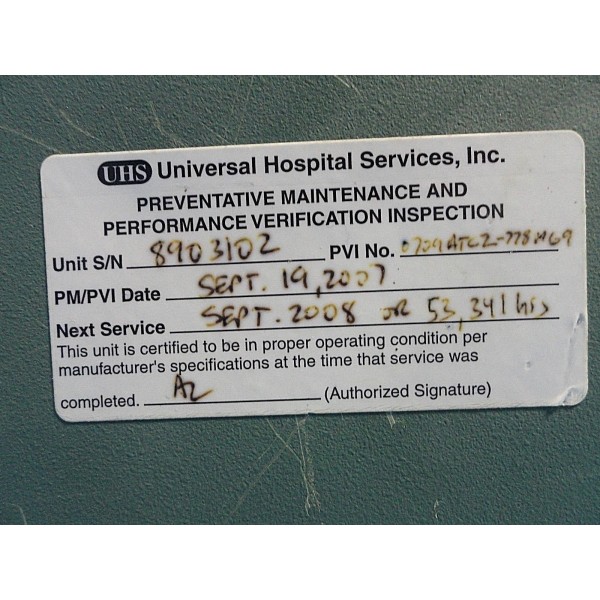 UHS Universal Hospital Services, Inc.
PREVENTATIVE MAINTENANCE AND
PERFORMANCE VERIFICATION INSPECTION
Unit S/N 8903102 PVI No.
PM/PVI Date SEPT. 19, 2007
Next Service SEPT. 2008 OR 53,341 hrs
This unit is certified to be in proper operating condition per
manufacturer's specifications at the time that service was
completed. AZ (Authorized Signature)